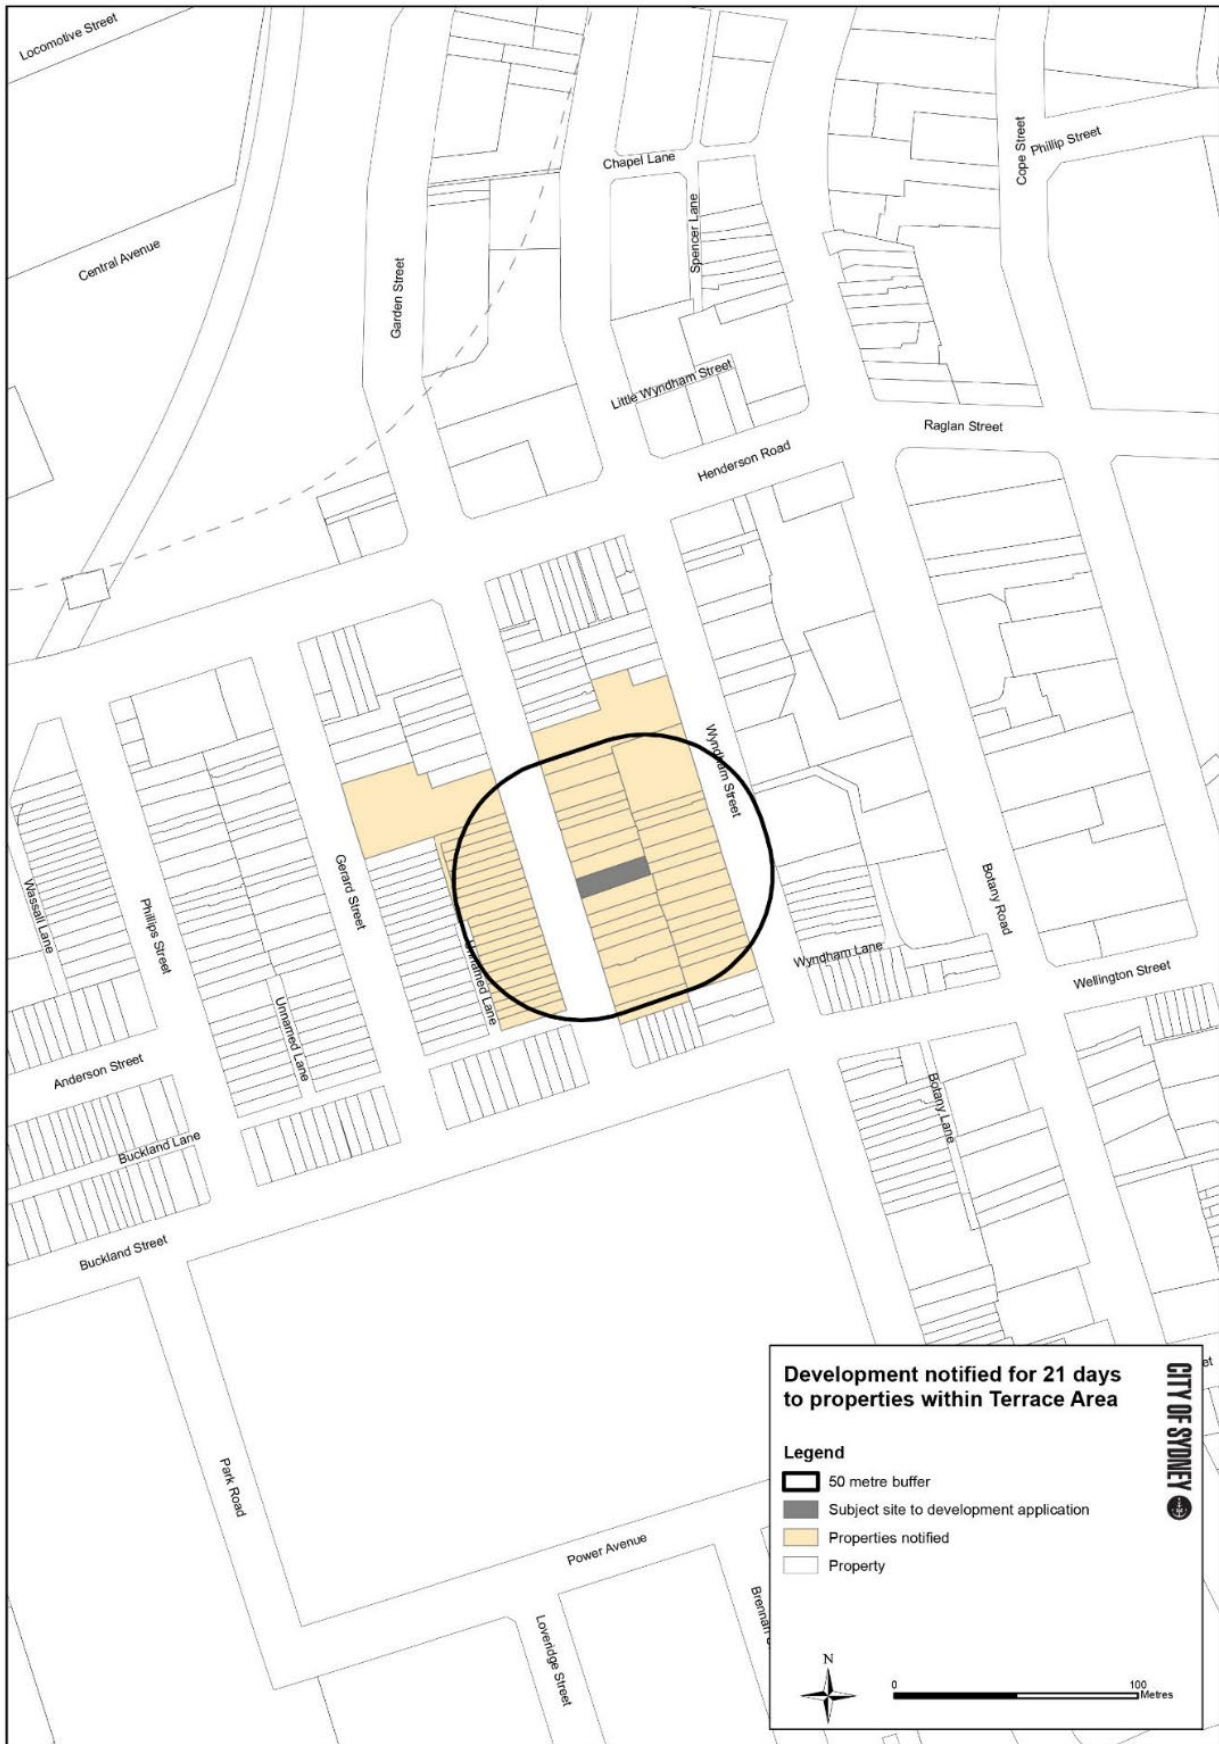 Locomotive Street
Central Avenue
Garden Street
Chapel Lane
Spencer Lane
Cope Street
Phillip Street
Little Wyndham Street
Henderson Road
Raglan Street
Wyndham Street
Gerard Street
Wassall Lane
Phillips Street
Unnamed Lane
Unnamed Lane
Wyndham Lane
Botany Road
Wellington Street
Anderson Street
Buckland Lane
Botany Lane
Buckland Street
Park Road
Power Avenue
Loveridge Street
Brennan
et
Development notified for 21 days
to properties within Terrace Area
CITY OF SYDNEY
Legend
50 metre buffer
Subject site to development application
Properties notified
Property
N
0 100
Metres